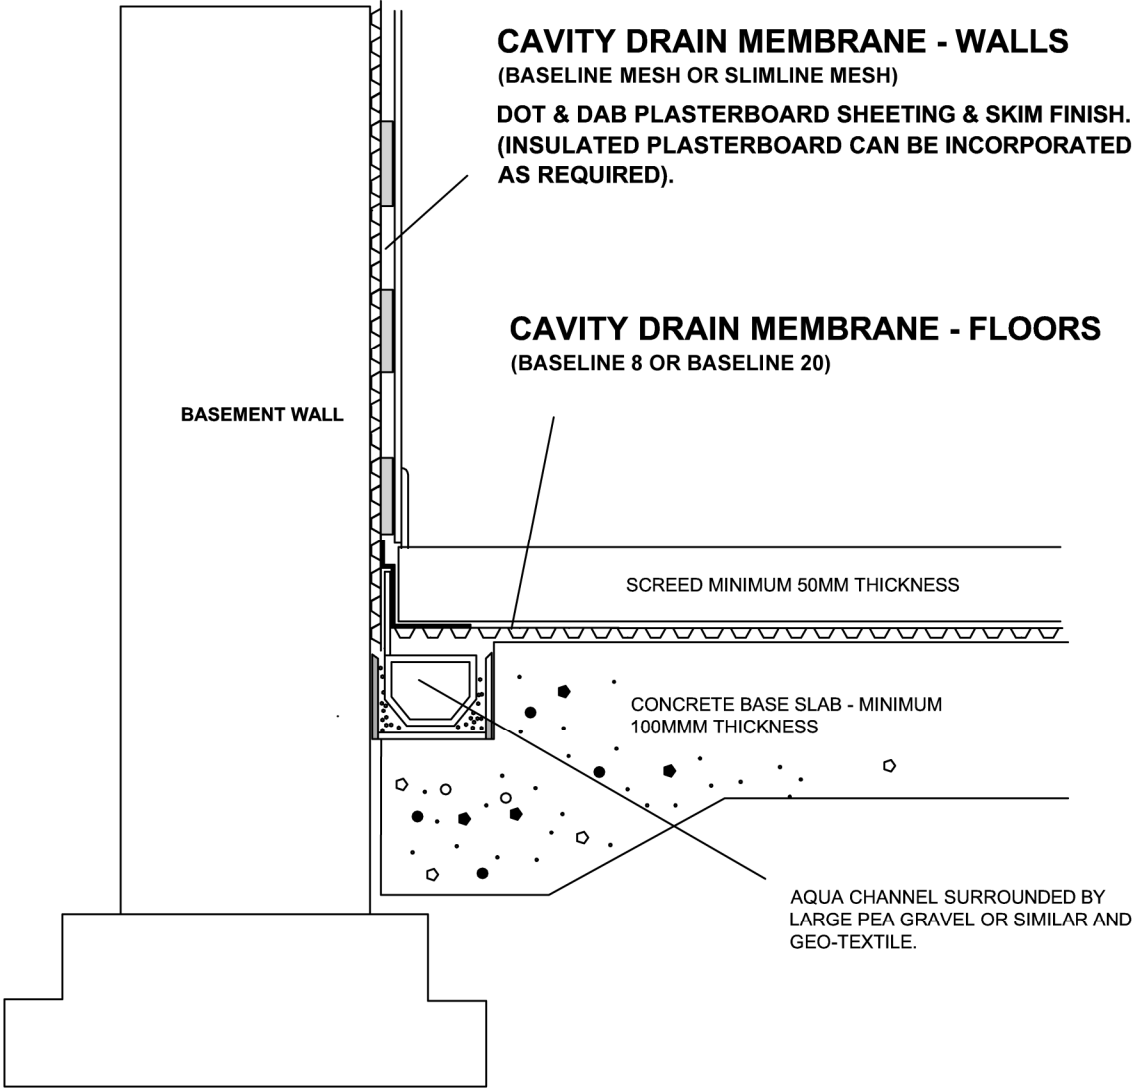 CAVITY DRAIN MEMBRANE - WALLS
(BASELINE MESH OR SLIMLINE MESH)
DOT & DAB PLASTERBOARD SHEETING & SKIM FINISH.
(INSULATED PLASTERBOARD CAN BE INCORPORATED
AS REQUIRED).
CAVITY DRAIN MEMBRANE - FLOORS
(BASELINE 8 OR BASELINE 20)
BASEMENT WALL
SCREED MINIMUM 50MM THICKNESS
CONCRETE BASE SLAB - MINIMUM
100MMM THICKNESS
AQUA CHANNEL SURROUNDED BY
LARGE PEA GRAVEL OR SIMILAR AND
GEO-TEXTILE.